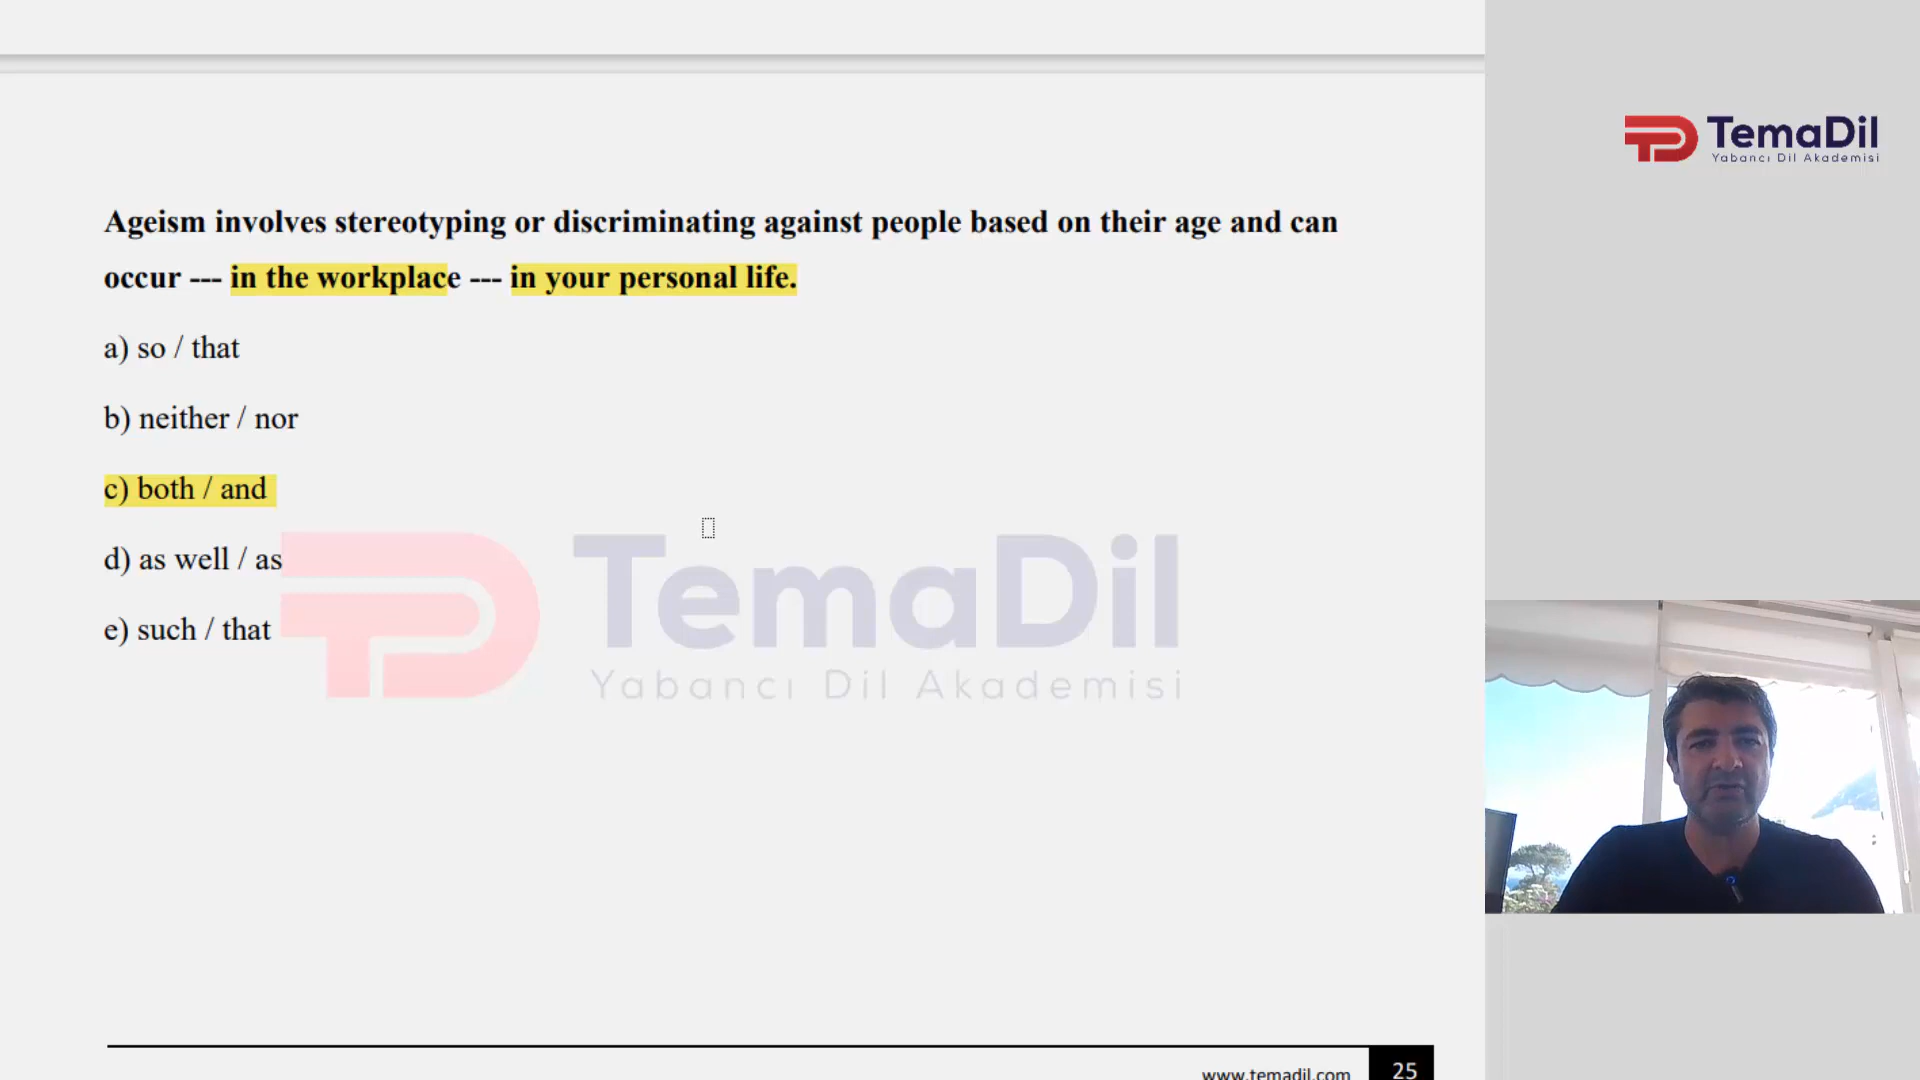 TemaDil
Yabancı Dil Akademisi
Ageism involves stereotyping or discriminating against people based on their age and can
occur --- in the workplace --- in your personal life.
a) so / that
b) neither / nor
c) both / and
d) as well / as
e) such / that
TemaDil
Yabancı Dil Akademisi
www.temadil.com
25